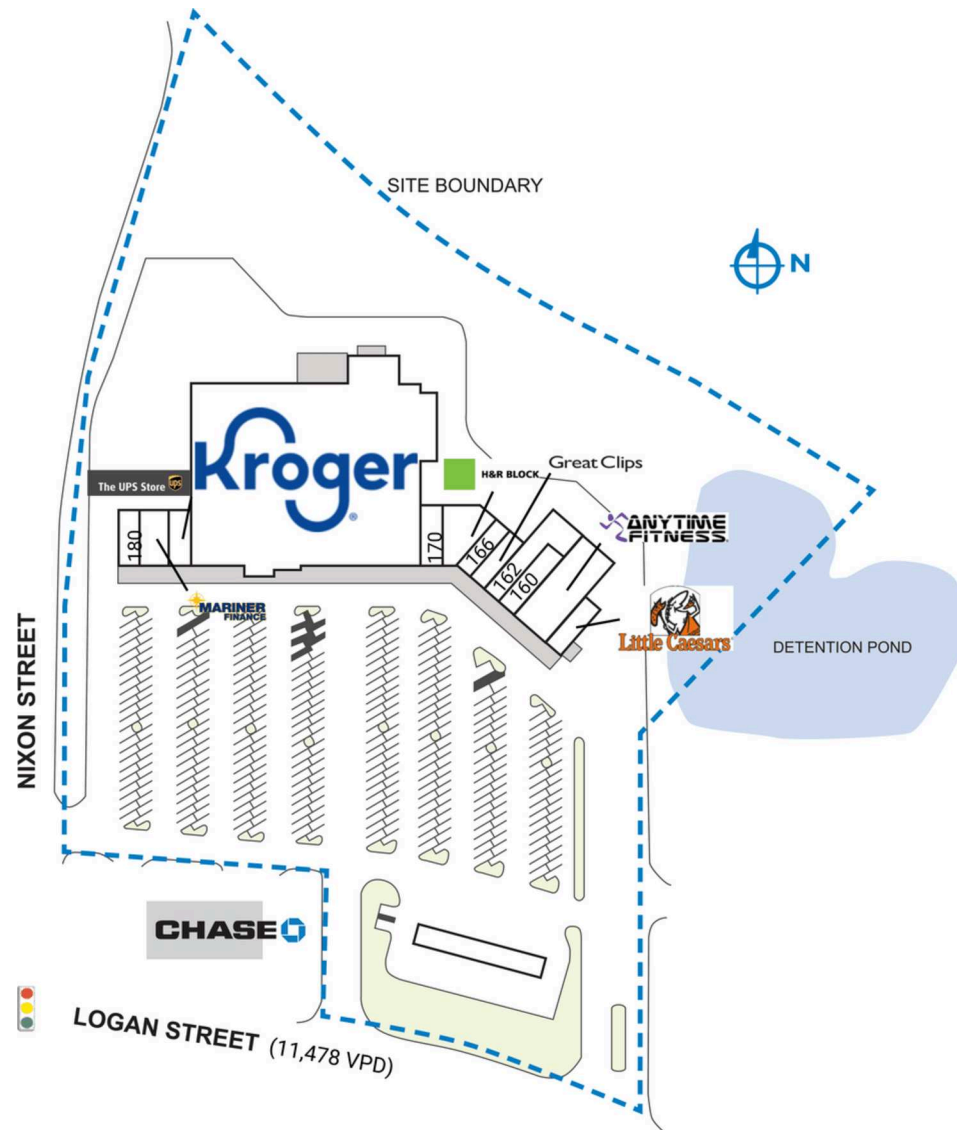 SITE BOUNDARY
N
Kroger®
The UPS Store ups
H&R BLOCK
Great Clips
ANYTIME
FITNESS®
180
170
166
162
160
MARINER
FINANCE
Little Caesars®
DETENTION POND
NIXON STREET
CHASE
LOGAN STREET (11,478 VPD)